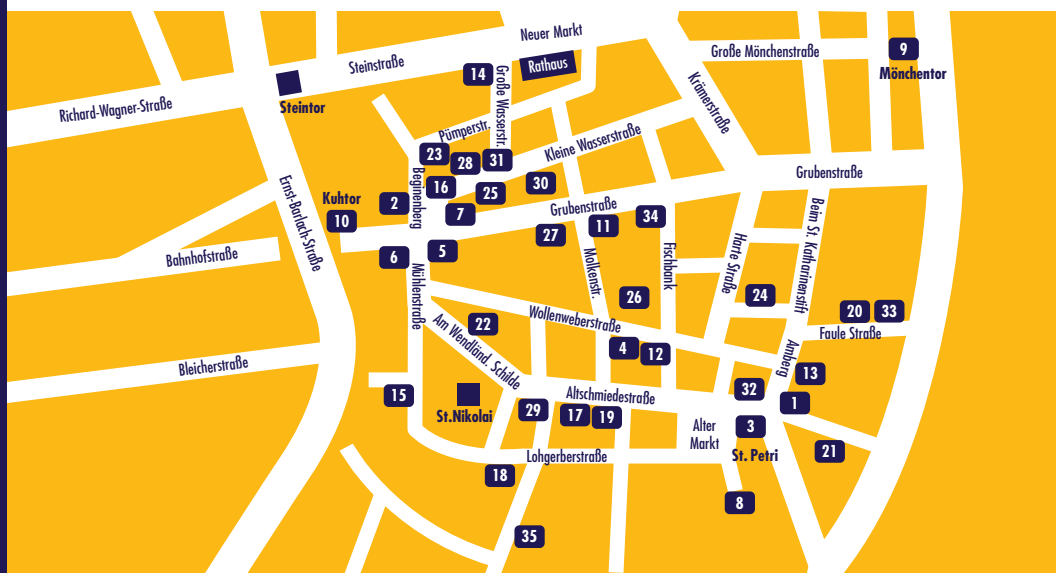 Neuer Markt
Große Mönchenstraße
9
Mönchentor
Steinstraße
Rathaus
14
Große Wasserstr.
Krämerstraße
Richard-Wagner-Straße
Steintor
Pümperstr.
Kleine Wasserstraße
23
28
31
Grubenstraße
Ernst-Barlach-Straße
Beginenberg
16
25
30
Kuhtor
10
2
7
Grubenstraße
11
34
Beim St. Katharinenstift
27
Bahnhofstraße
6
5
Molkenstr.
Fischbank
Harte Straße
Mühlenstraße
26
24
20
33
Am Wendländ. Schilde
22
Wollenweberstraße
Faule Straße
4
12
Amberg
Bleicherstraße
13
15
St.Nikolai
Altschmiedestraße
32
1
29
17
19
Alter
Markt
3
St. Petri
21
Lohgerberstraße
18
8
35